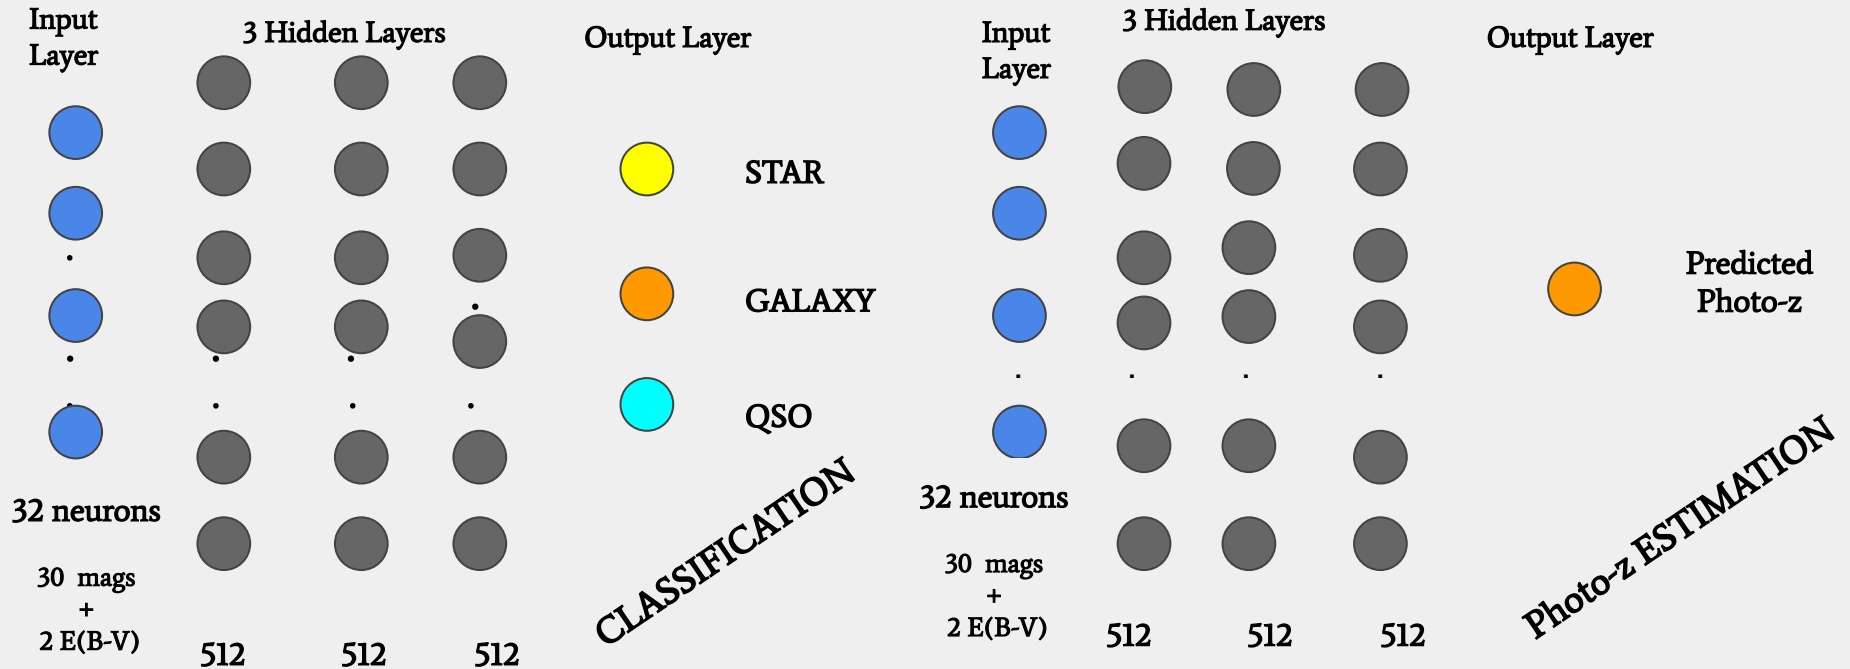 Input
Layer
3 Hidden Layers
Output Layer
STAR
GALAXY
QSO
32 neurons
30 mags
+
2 E(B-V)
512
512
512
CLASSIFICATION
Input
Layer
3 Hidden Layers
Output Layer
Predicted
Photo-z
32 neurons
30 mags
+
2 E(B-V)
512
512
512
Photo-z ESTIMATION